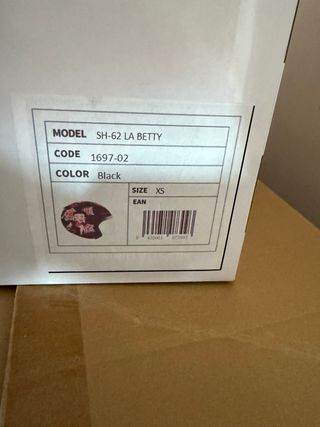 MODEL SH-62 LA BETTY
CODE 1697-02
COLOR Black
SIZE XS
EAN